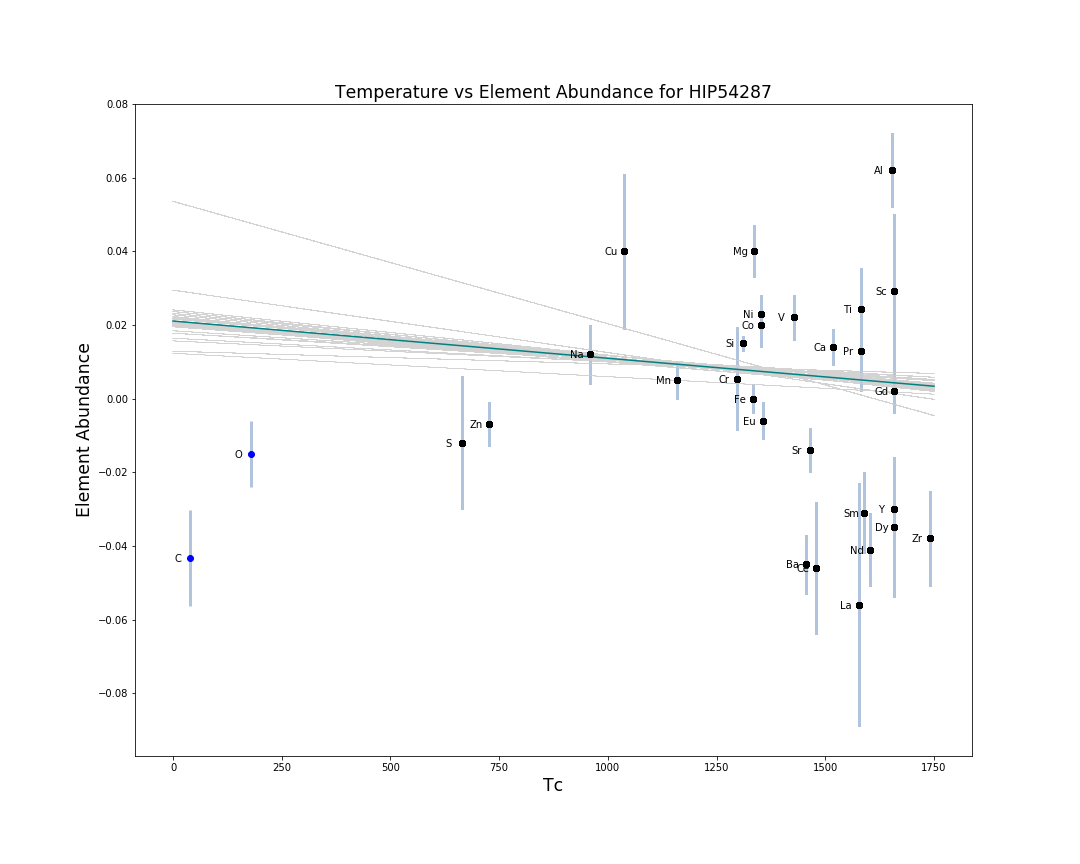 Temperature vs Element Abundance for HIP54287
Element Abundance
0.08
0.06
0.04
0.02
0.00
−0.02
−0.04
−0.06
−0.08
Al
Cu
Mg
Sc
Ni
Ti
Co
V
Si
Ca
Pr
Na
Mn
Cr
Gd
Fe
Eu
Zn
S
Sr
O
Y
Sm
Dy
Zr
Nd
C
Ba
Ce
La
0
250
500
750
1000
1250
1500
1750
Tc